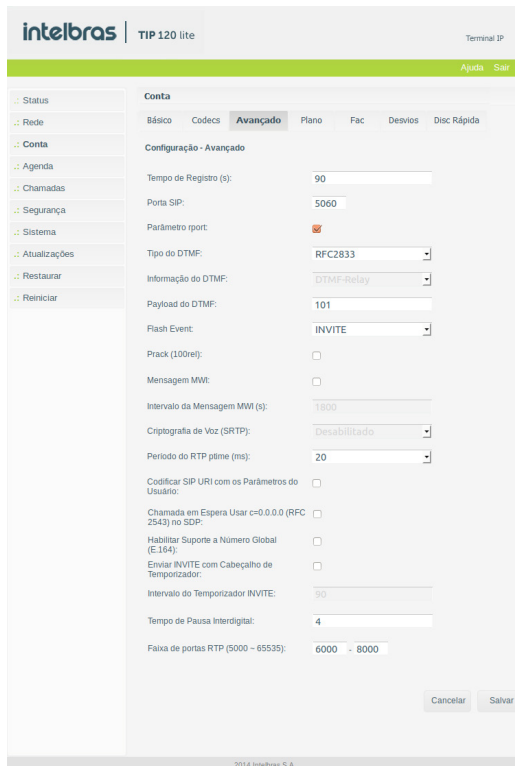 intelbras TIP 120 lite
Terminal IP
Ajuda Sair
.: Status
.: Rede
.: Conta
.: Agenda
.: Chamadas
.: Segurança
.: Sistema
.: Atualizações
.: Restaurar
.: Reiniciar
Conta
Básico Codecs Avançado Plano Fac Desvios Disc Rápida
Configuração - Avançado
Tempo de Registro (s): 90
Porta SIP: 5060
Parâmetro rport:
Tipo do DTMF: RFC2833
Informação do DTMF: DTMF-Relay
Payload do DTMF: 101
Flash Event: INVITE
Prack (100rel):
Mensagem MWI:
Intervalo da Mensagem MWI (s): 1800
Criptografia de Voz (SRTP): Desabilitado
Período do RTP ptime (ms): 20
Codificar SIP URI com os Parâmetros do
Usuário:
Chamada em Espera Usar c=0.0.0.0 (RFC
2543) no SDP:
Habilitar Suporte a Número Global
(E.164):
Enviar INVITE com Cabeçalho de
Temporizador:
Intervalo do Temporizador INVITE: 90
Tempo de Pausa Interdigital: 4
Faixa de portas RTP (5000 ~ 65535): 6000 - 8000
Cancelar Salvar
2014 Intelbras S.A.